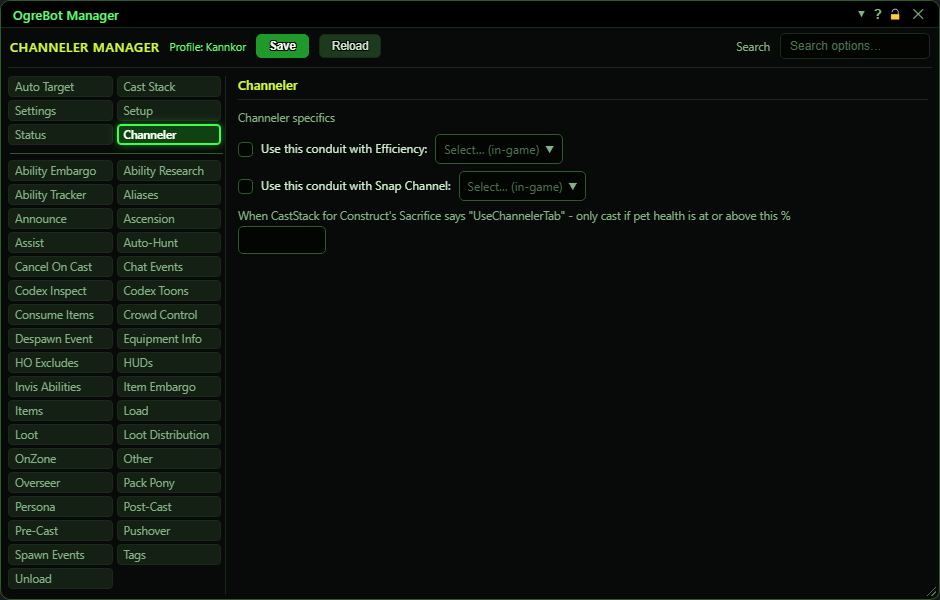 OgreBot Manager
▼ ?
CHANNELER MANAGER Profile: Kannkor Save Reload Search Search options...
Auto Target Cast Stack
Settings Setup
Status Channeler
Ability Embargo Ability Research
Ability Tracker Aliases
Announce Ascension
Assist Auto-Hunt
Cancel On Cast Chat Events
Codex Inspect Codex Toons
Consume Items Crowd Control
Despawn Event Equipment Info
HO Excludes HUDs
Invis Abilities Item Embargo
Items Load
Loot Loot Distribution
OnZone Other
Overseer Pack Pony
Persona Post-Cast
Pre-Cast Pushover
Spawn Events Tags
Unload
Channeler
Channeler specifics
Use this conduit with Efficiency: Select... (in-game) ▼
Use this conduit with Snap Channel: Select... (in-game) ▼
When CastStack for Construct's Sacrifice says "UseChannelerTab" - only cast if pet health is at or above this %